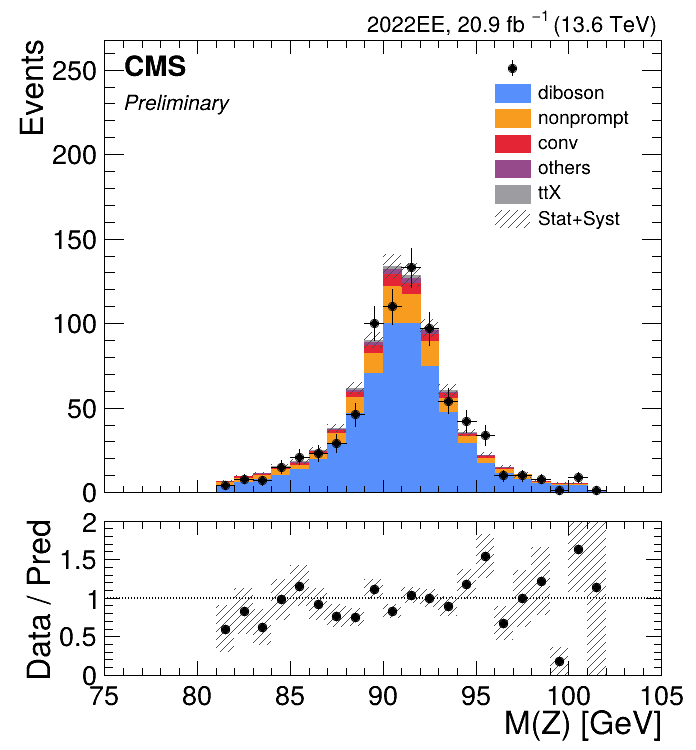 2022EE, 20.9 fb ⁻¹ (13.6 TeV)
Events
250
200
150
100
50
0
CMS
Preliminary
diboson
nonprompt
conv
others
ttX
Stat+Syst
Data / Pred
2
1.5
1
0.5
0
75 80 85 90 95 100 105
M(Z) [GeV]